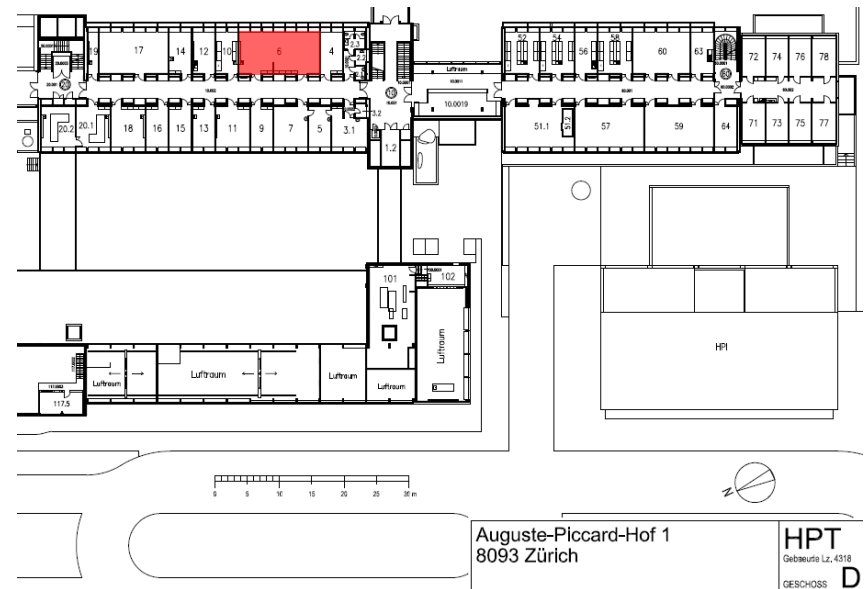 52 54 56 58 60 63
72 74 76 78
19 17 14 12 10 6 4 2.3
Luftraum
10.0019
20.2 20.1 18 16 15 13 11 9 7 5 3.1 3.2
1.2
51.1 51.2 57 59 64
71 73 75 77
101 102
Luftraum
Luftraum Luftraum Luftraum Luftraum
117.5
HPI
0 5 10 15 20 25 30 m
N
Auguste-Piccard-Hof 1
8093 Zürich
HPT
Gebaeude Lz. 4318
GESCHOSS D